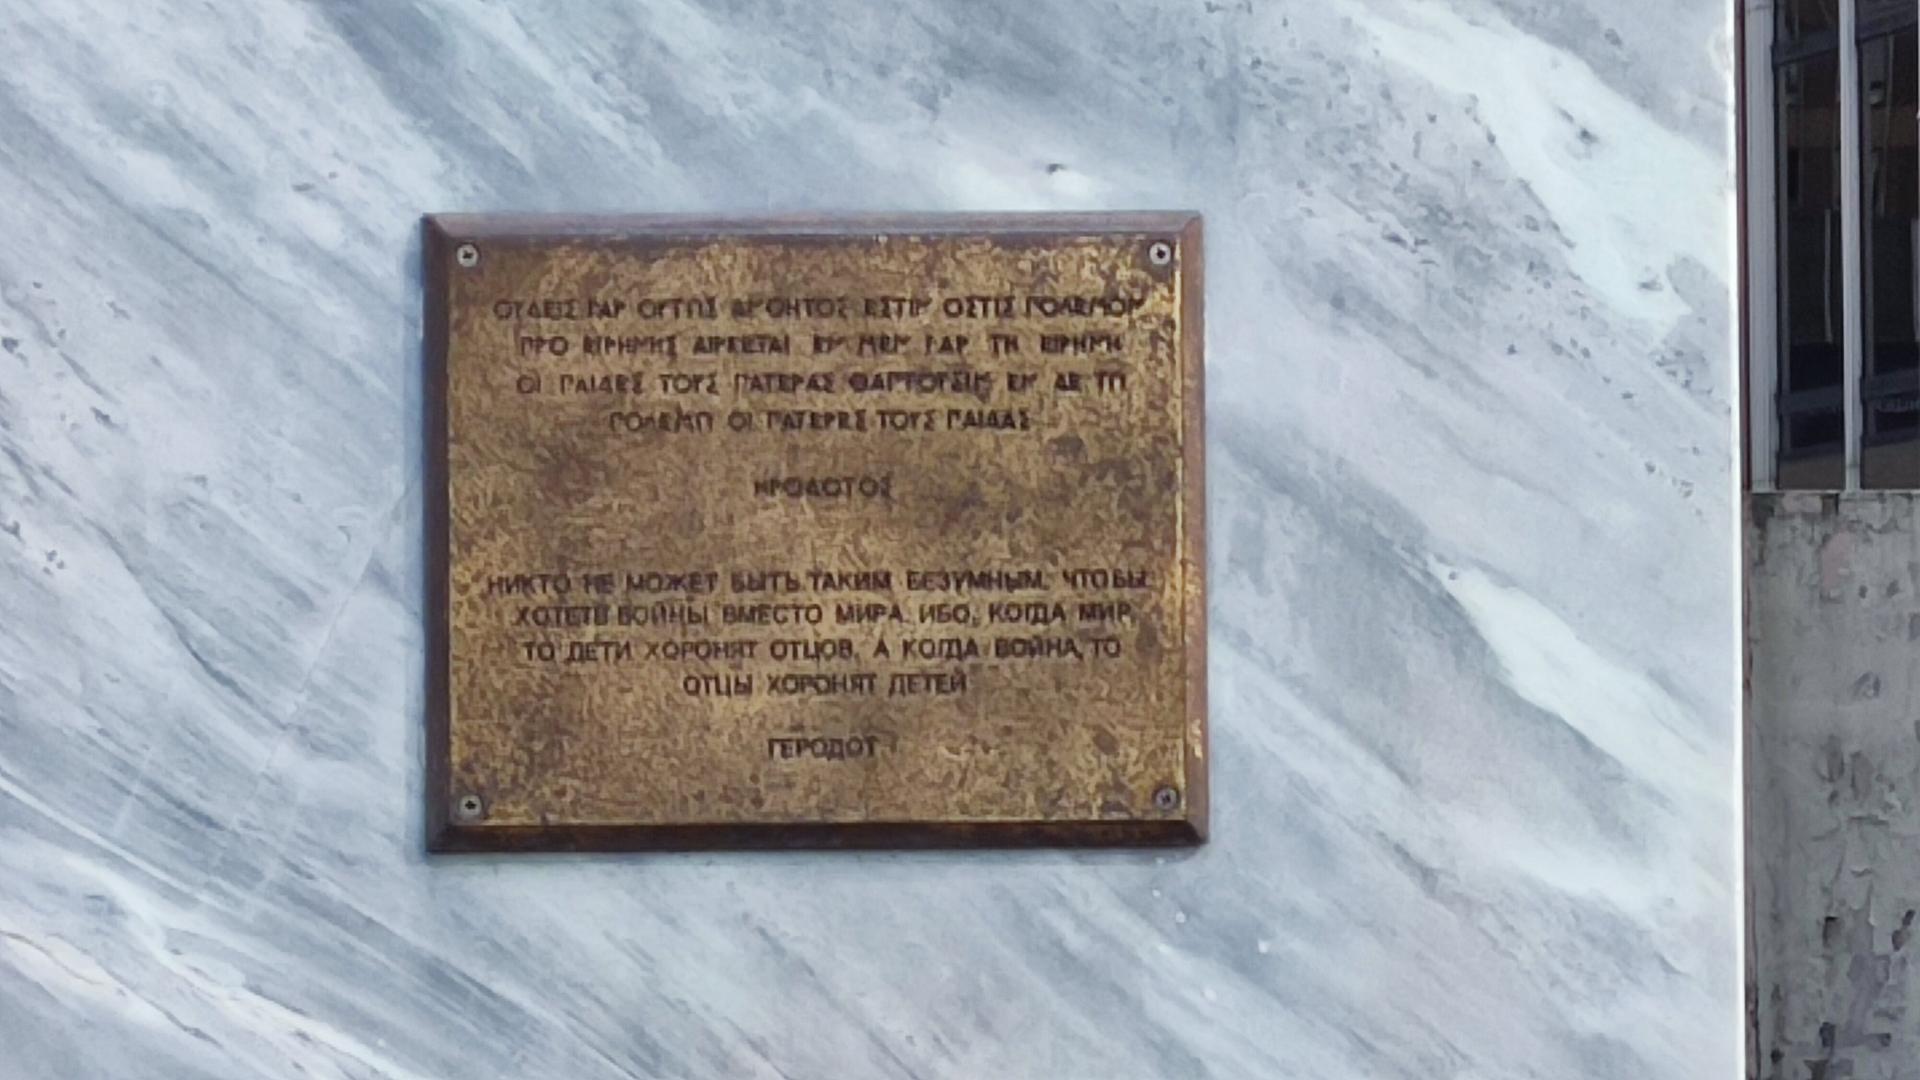 ΟΥΔΕΙΣ ΓΑΡ ΟΥΤΩΣ ΑΝΟΗΤΟΣ ΕΣΤΙΝ ΟΣΤΙΣ ΠΟΛΕΜΟΝ
ΠΡΟ ΕΙΡΗΝΗΣ ΑΙΡΕΕΤΑΙ ΕΝ ΜΕΝ ΓΑΡ ΤΗ ΕΙΡΗΝΗ
ΟΙ ΠΑΙΔΕΣ ΤΟΥΣ ΠΑΤΕΡΑΣ ΘΑΠΤΟΥΣΙΝ ΕΝ ΔΕ ΤΩ
ΠΟΛΕΜΩ ΟΙ ΠΑΤΕΡΕΣ ΤΟΥΣ ΠΑΙΔΑΣ
ΗΡΟΔΟΤΟΣ
НИКТО НЕ МОЖЕТ БЫТЬ ТАКИМ БЕЗУМНЫМ, ЧТОБЫ
ХОТЕТЬ ВОЙНЫ ВМЕСТО МИРА. ИБО, КОГДА МИР,
ТО ДЕТИ ХОРОНЯТ ОТЦОВ, А КОГДА ВОЙНА, ТО
ОТЦЫ ХОРОНЯТ ДЕТЕЙ
ГЕРОДОТ